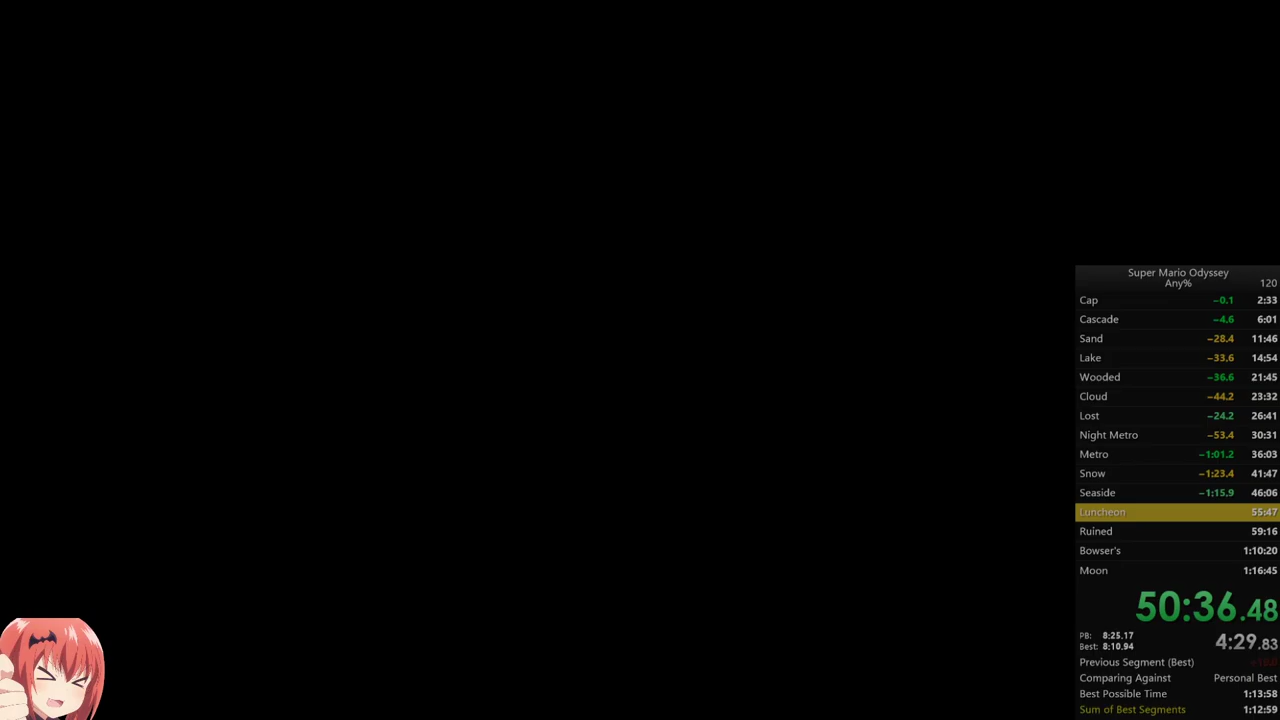 Super Mario Odyssey
Any% 120
Cap −0.1 2:33
Cascade −4.6 6:01
Sand −28.4 11:46
Lake −33.6 14:54
Wooded −36.6 21:45
Cloud −44.2 23:32
Lost −24.2 26:41
Night Metro −53.4 30:31
Metro −1:01.2 36:03
Snow −1:23.4 41:47
Seaside −1:15.9 46:06
Luncheon 55:47
Ruined 59:16
Bowser's 1:10:20
Moon 1:16:45
50:36.48
PB: 8:25.17
Best: 8:10.94
4:29.83
Previous Segment (Best)
Comparing Against Personal Best
Best Possible Time 1:13:58
Sum of Best Segments 1:12:59